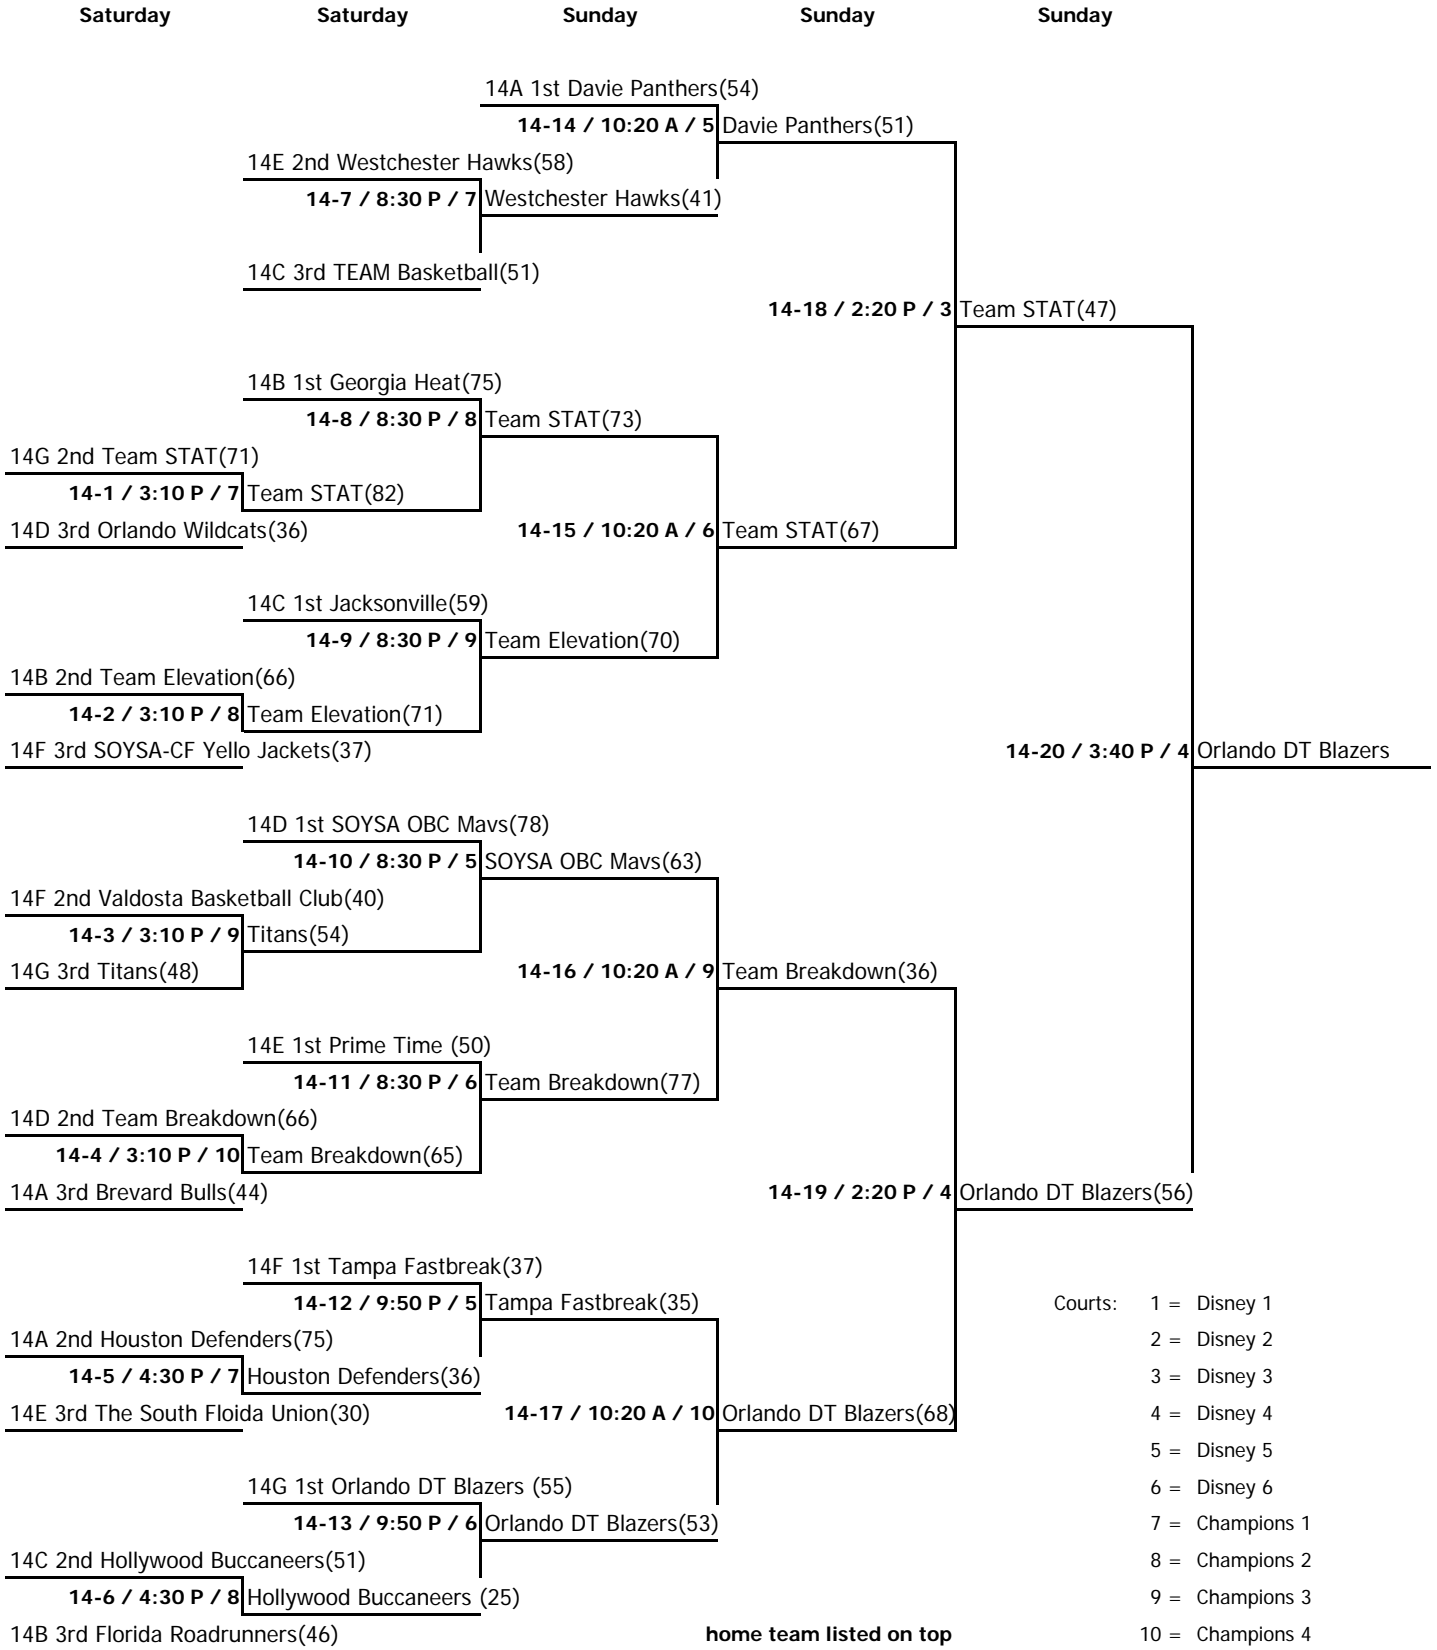 Saturday Saturday Sunday Sunday Sunday
14A 1st Davie Panthers(54)
14-14 / 10:20 A / 5 Davie Panthers(51)
14E 2nd Westchester Hawks(58)
14-7 / 8:30 P / 7 Westchester Hawks(41)
14C 3rd TEAM Basketball(51)
14-18 / 2:20 P / 3 Team STAT(47)
14B 1st Georgia Heat(75)
14-8 / 8:30 P / 8 Team STAT(73)
14G 2nd Team STAT(71)
14-1 / 3:10 P / 7 Team STAT(82)
14D 3rd Orlando Wildcats(36) 14-15 / 10:20 A / 6 Team STAT(67)
14C 1st Jacksonville(59)
14-9 / 8:30 P / 9 Team Elevation(70)
14B 2nd Team Elevation(66)
14-2 / 3:10 P / 8 Team Elevation(71)
14F 3rd SOYSA-CF Yello Jackets(37) 14-20 / 3:40 P / 4 Orlando DT Blazers
14D 1st SOYSA OBC Mavs(78)
14-10 / 8:30 P / 5 SOYSA OBC Mavs(63)
14F 2nd Valdosta Basketball Club(40)
14-3 / 3:10 P / 9 Titans(54)
14G 3rd Titans(48) 14-16 / 10:20 A / 9 Team Breakdown(36)
14E 1st Prime Time (50)
14-11 / 8:30 P / 6 Team Breakdown(77)
14D 2nd Team Breakdown(66)
14-4 / 3:10 P / 10 Team Breakdown(65)
14A 3rd Brevard Bulls(44) 14-19 / 2:20 P / 4 Orlando DT Blazers(56)
14F 1st Tampa Fastbreak(37)
14-12 / 9:50 P / 5 Tampa Fastbreak(35) Courts: 1 = Disney 1
14A 2nd Houston Defenders(75) 2 = Disney 2
14-5 / 4:30 P / 7 Houston Defenders(36) 3 = Disney 3
14E 3rd The South Floida Union(30) 14-17 / 10:20 A / 10 Orlando DT Blazers(68) 4 = Disney 4
5 = Disney 5
14G 1st Orlando DT Blazers (55) 6 = Disney 6
14-13 / 9:50 P / 6 Orlando DT Blazers(53) 7 = Champions 1
14C 2nd Hollywood Buccaneers(51) 8 = Champions 2
14-6 / 4:30 P / 8 Hollywood Buccaneers (25) 9 = Champions 3
14B 3rd Florida Roadrunners(46) home team listed on top 10 = Champions 4